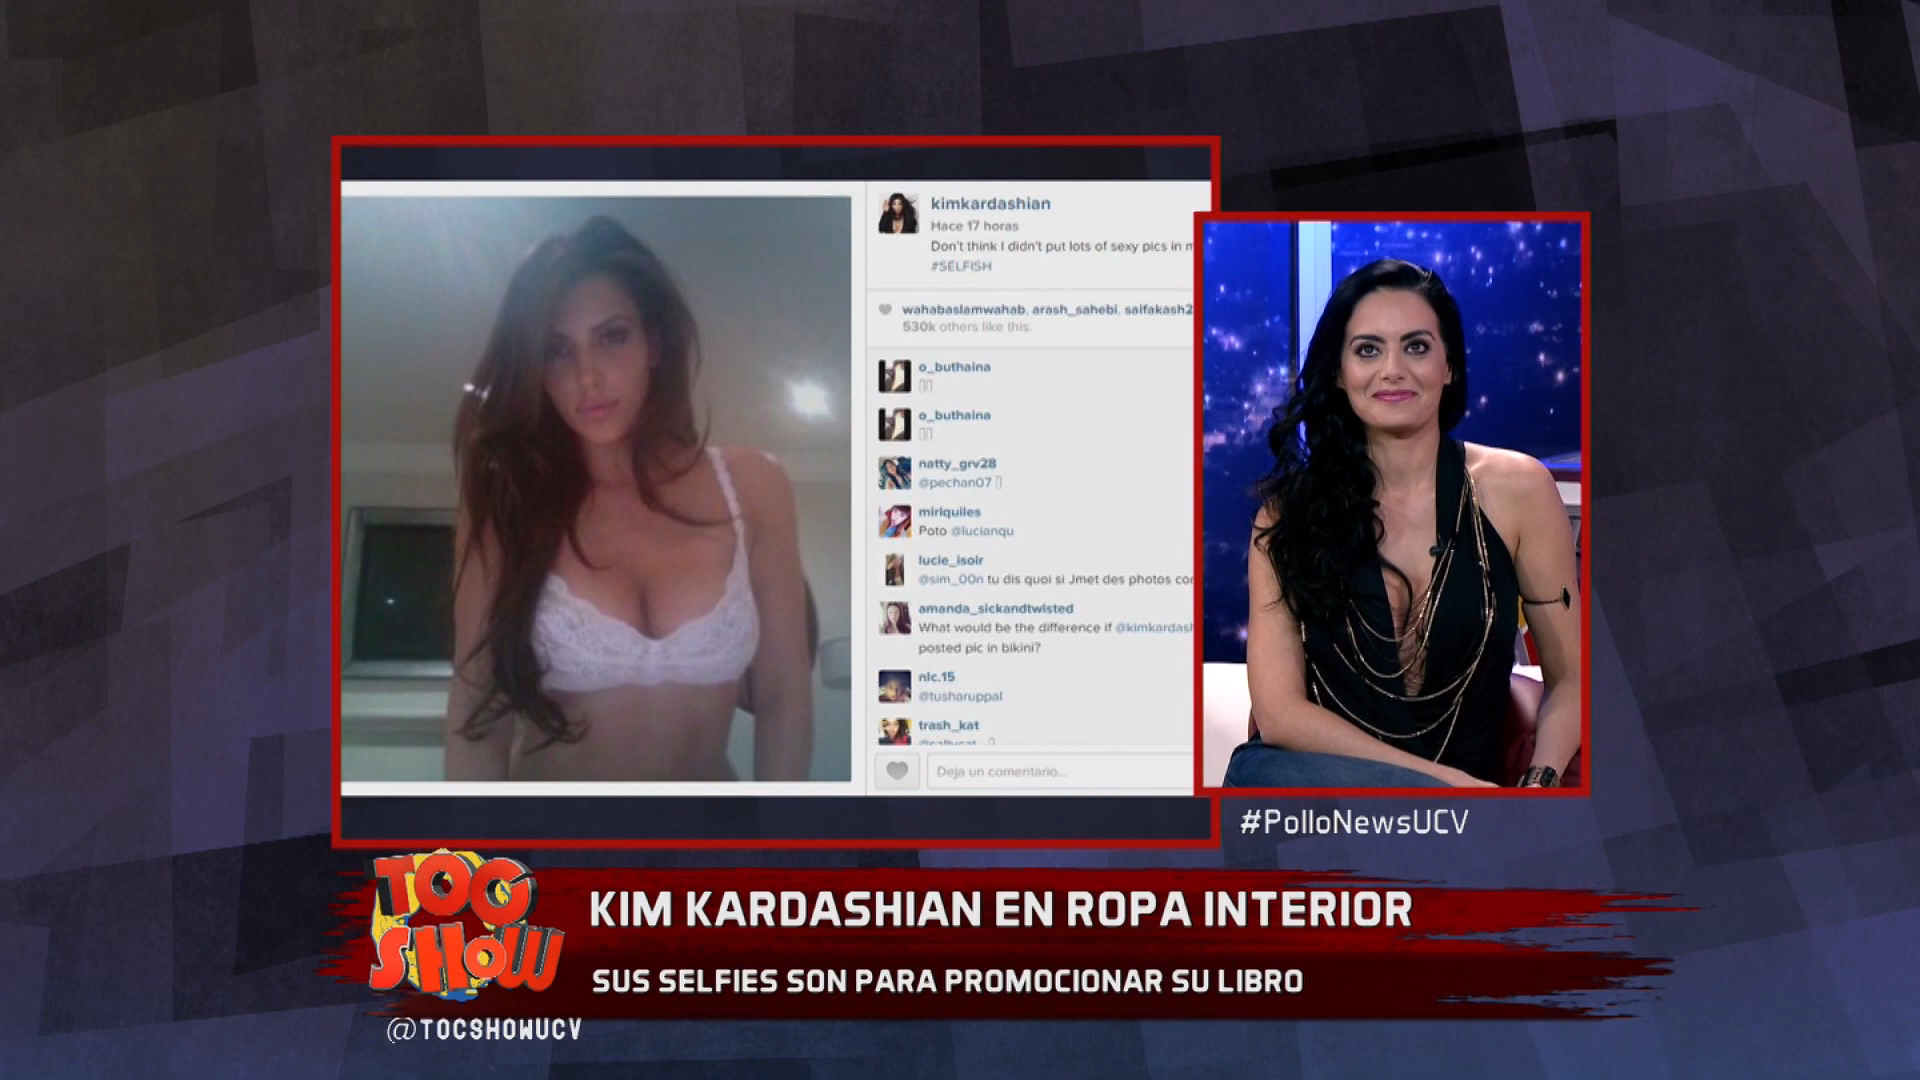 kimkardashian
Hace 17 horas
Don't think I didn't put lots of sexy pics in
#SELFISH
wahabaslamwahab, arash_sahebi, saifakash2
530k others like this.
o_buthaina
o_buthaina
natty_grv28
@pechan07
miriquiles
Poto @lucianqu
lucie_isoir
@sim_00n tu dis quoi si Jmet des photos
amanda_sickandtwisted
What would be the difference if @kimkardash
posted pic in bikini?
nlc.15
@tusharuppal
trash_kat
Deja un comentario...
#PolloNewsUCV
TOC
SHOW
KIM KARDASHIAN EN ROPA INTERIOR
SUS SELFIES SON PARA PROMOCIONAR SU LIBRO
@TOCSHOWUCV